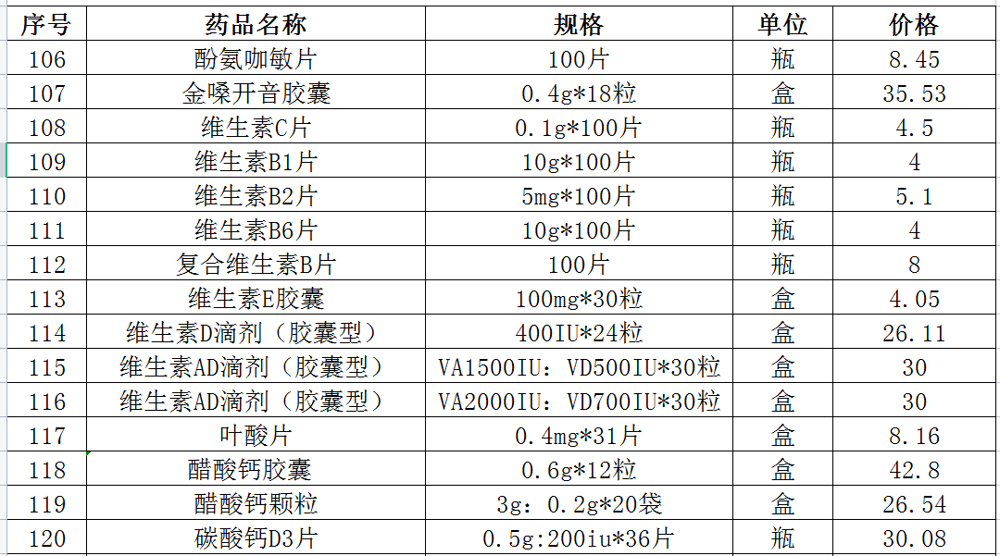 序号 药品名称 规格 单位 价格
106 酚氨咖敏片 100片 瓶 8.45
107 金嗓开音胶囊 0.4g*18粒 盒 35.53
108 维生素C片 0.1g*100片 瓶 4.5
109 维生素B1片 10g*100片 瓶 4
110 维生素B2片 5mg*100片 瓶 5.1
111 维生素B6片 10g*100片 瓶 4
112 复合维生素B片 100片 瓶 8
113 维生素E胶囊 100mg*30粒 盒 4.05
114 维生素D滴剂（胶囊型） 400IU*24粒 盒 26.11
115 维生素AD滴剂（胶囊型） VA1500IU：VD500IU*30粒 盒 30
116 维生素AD滴剂（胶囊型） VA2000IU：VD700IU*30粒 盒 30
117 叶酸片 0.4mg*31片 盒 8.16
118 醋酸钙胶囊 0.6g*12粒 盒 42.8
119 醋酸钙颗粒 3g：0.2g*20袋 盒 26.54
120 碳酸钙D3片 0.5g:200iu*36片 瓶 30.08